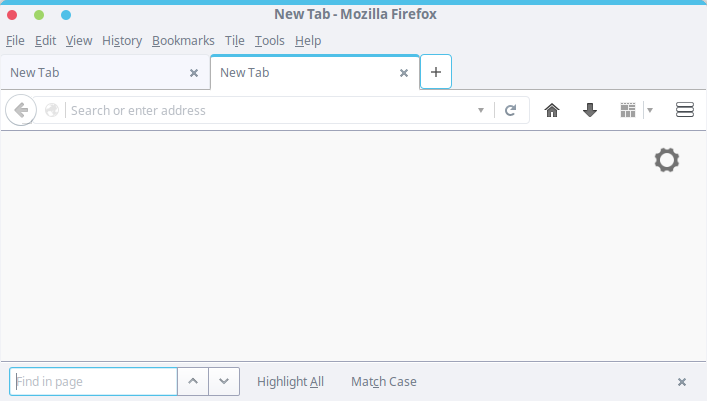 New Tab - Mozilla Firefox
File Edit View History Bookmarks Tile Tools Help
New Tab New Tab
Search or enter address
Find in page Highlight All Match Case